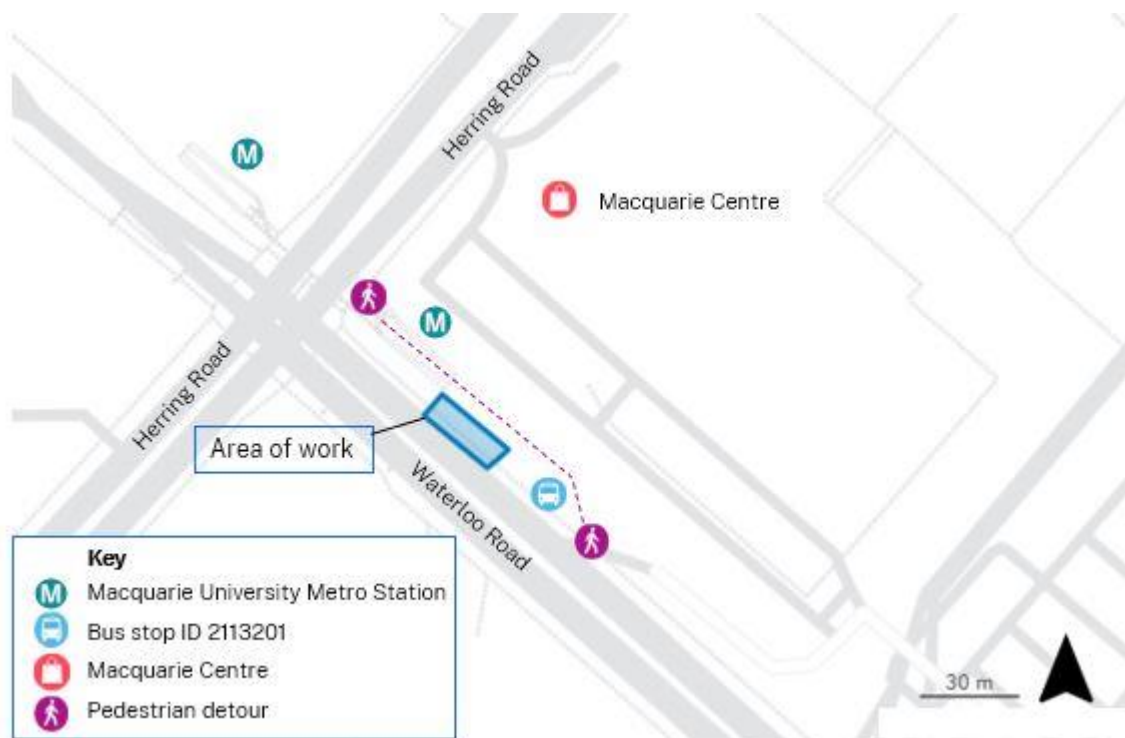 Herring Road
M
Macquarie Centre
M
Herring Road
Area of work
Waterloo Road
Key
M Macquarie University Metro Station
Bus stop ID 2113201
Macquarie Centre
Pedestrian detour
30 m